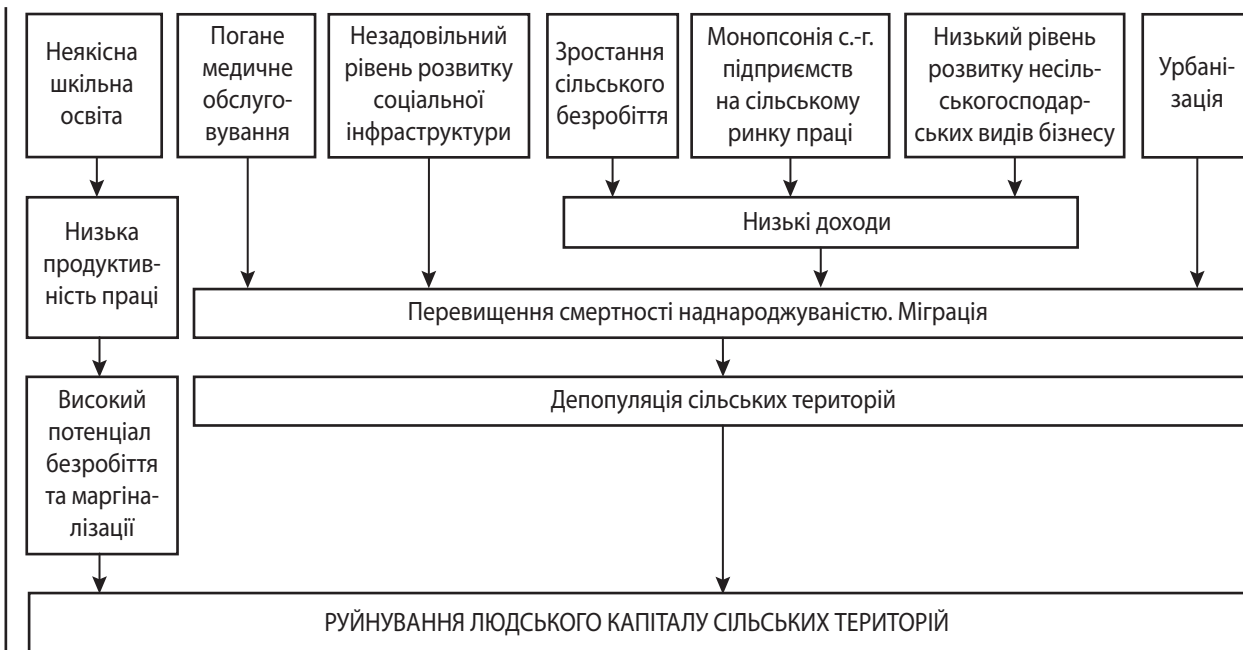 Неякісна
шкільна
освіта
Погане
медичне
обслуго-
вування
Незадовільний
рівень розвитку
соціальної
інфраструктури
Зростання
сільського
безробіття
Монопсонія с.-г.
підприємств
на сільському
ринку праці
Низький рівень
розвитку несіль-
ськогосподар-
ських видів бізнесу
Урбані-
зація
Низька
продуктив-
ність праці
Низькі доходи
Перевищення смертності наднароджуваністю. Міграція
Високий
потенціал
безробіття
та маргіна-
лізації
Депопуляція сільських територій
РУЙНУВАННЯ ЛЮДСЬКОГО КАПІТАЛУ СІЛЬСЬКИХ ТЕРИТОРІЙ